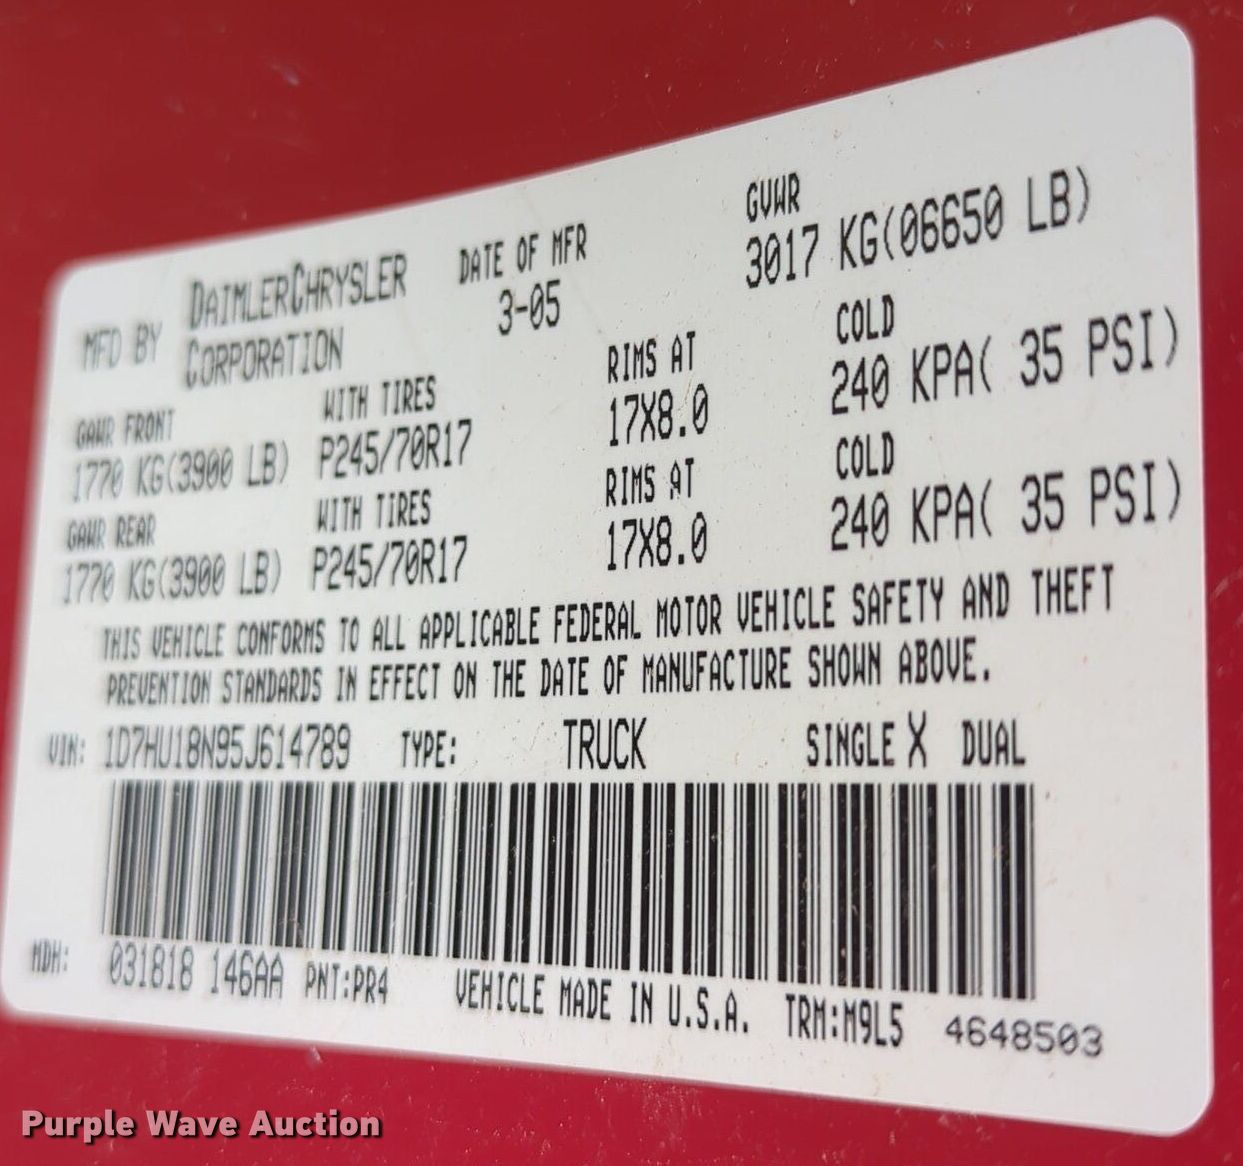 MFD BY DAIMLERCHRYSLER CORPORATION
DATE OF MFR
3-05
GVWR
3017 KG(06650 LB)
GAWR FRONT WITH TIRES RIMS AT COLD
1770 KG(3900 LB) P245/70R17 17X8.0 240 KPA( 35 PSI)
GAWR REAR WITH TIRES RIMS AT COLD
1770 KG(3900 LB) P245/70R17 17X8.0 240 KPA( 35 PSI)
THIS VEHICLE CONFORMS TO ALL APPLICABLE FEDERAL MOTOR VEHICLE SAFETY AND THEFT
PREVENTION STANDARDS IN EFFECT ON THE DATE OF MANUFACTURE SHOWN ABOVE.
VIN: 1D7HU18N95J614789 TYPE: TRUCK SINGLE X DUAL
MDH: 031818 146AA PNT:PR4 VEHICLE MADE IN U.S.A. TRM:M9L5 4648503
Purple Wave Auction